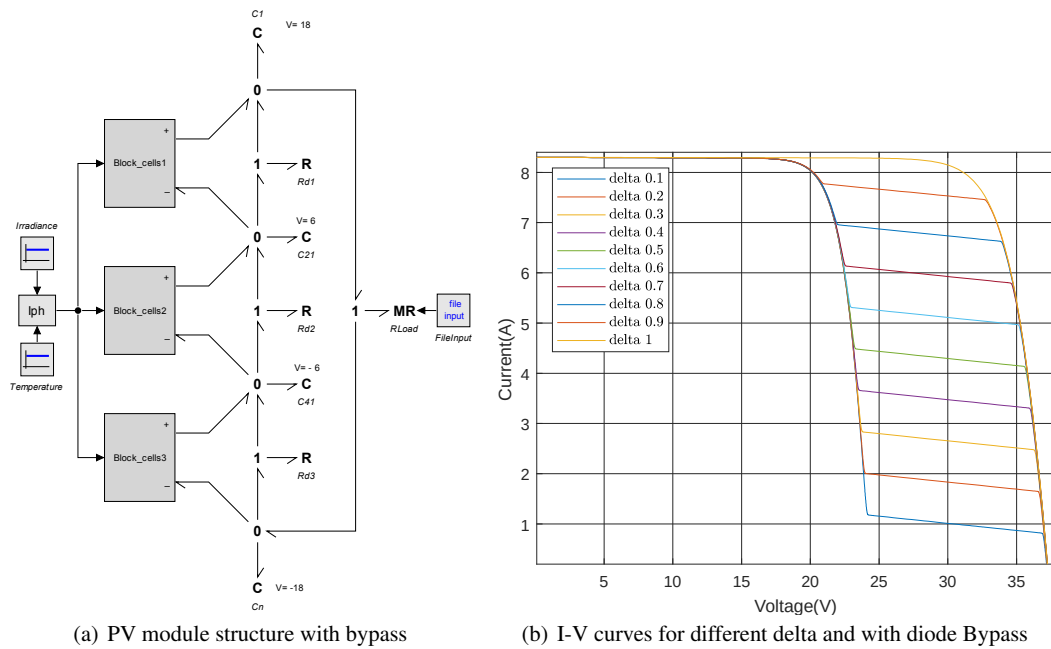 C1
C
V= 18
0
+
Block_cells1
_
1
R
Rd1
V= 6
Irradiance
0
C
C21
+
Iph
Block_cells2
_
1
R
Rd2
1
MR
RLoad
file
input
FileInput
Temperature
V= - 6
0
C
C41
+
Block_cells3
_
1
R
Rd3
0
C
V= -18
Cn
(a) PV module structure with bypass
Current(A)
8
7
6
5
4
3
2
1
delta 0.1
delta 0.2
delta 0.3
delta 0.4
delta 0.5
delta 0.6
delta 0.7
delta 0.8
delta 0.9
delta 1
5 10 15 20 25 30 35
Voltage(V)
(b) I-V curves for different delta and with diode Bypass